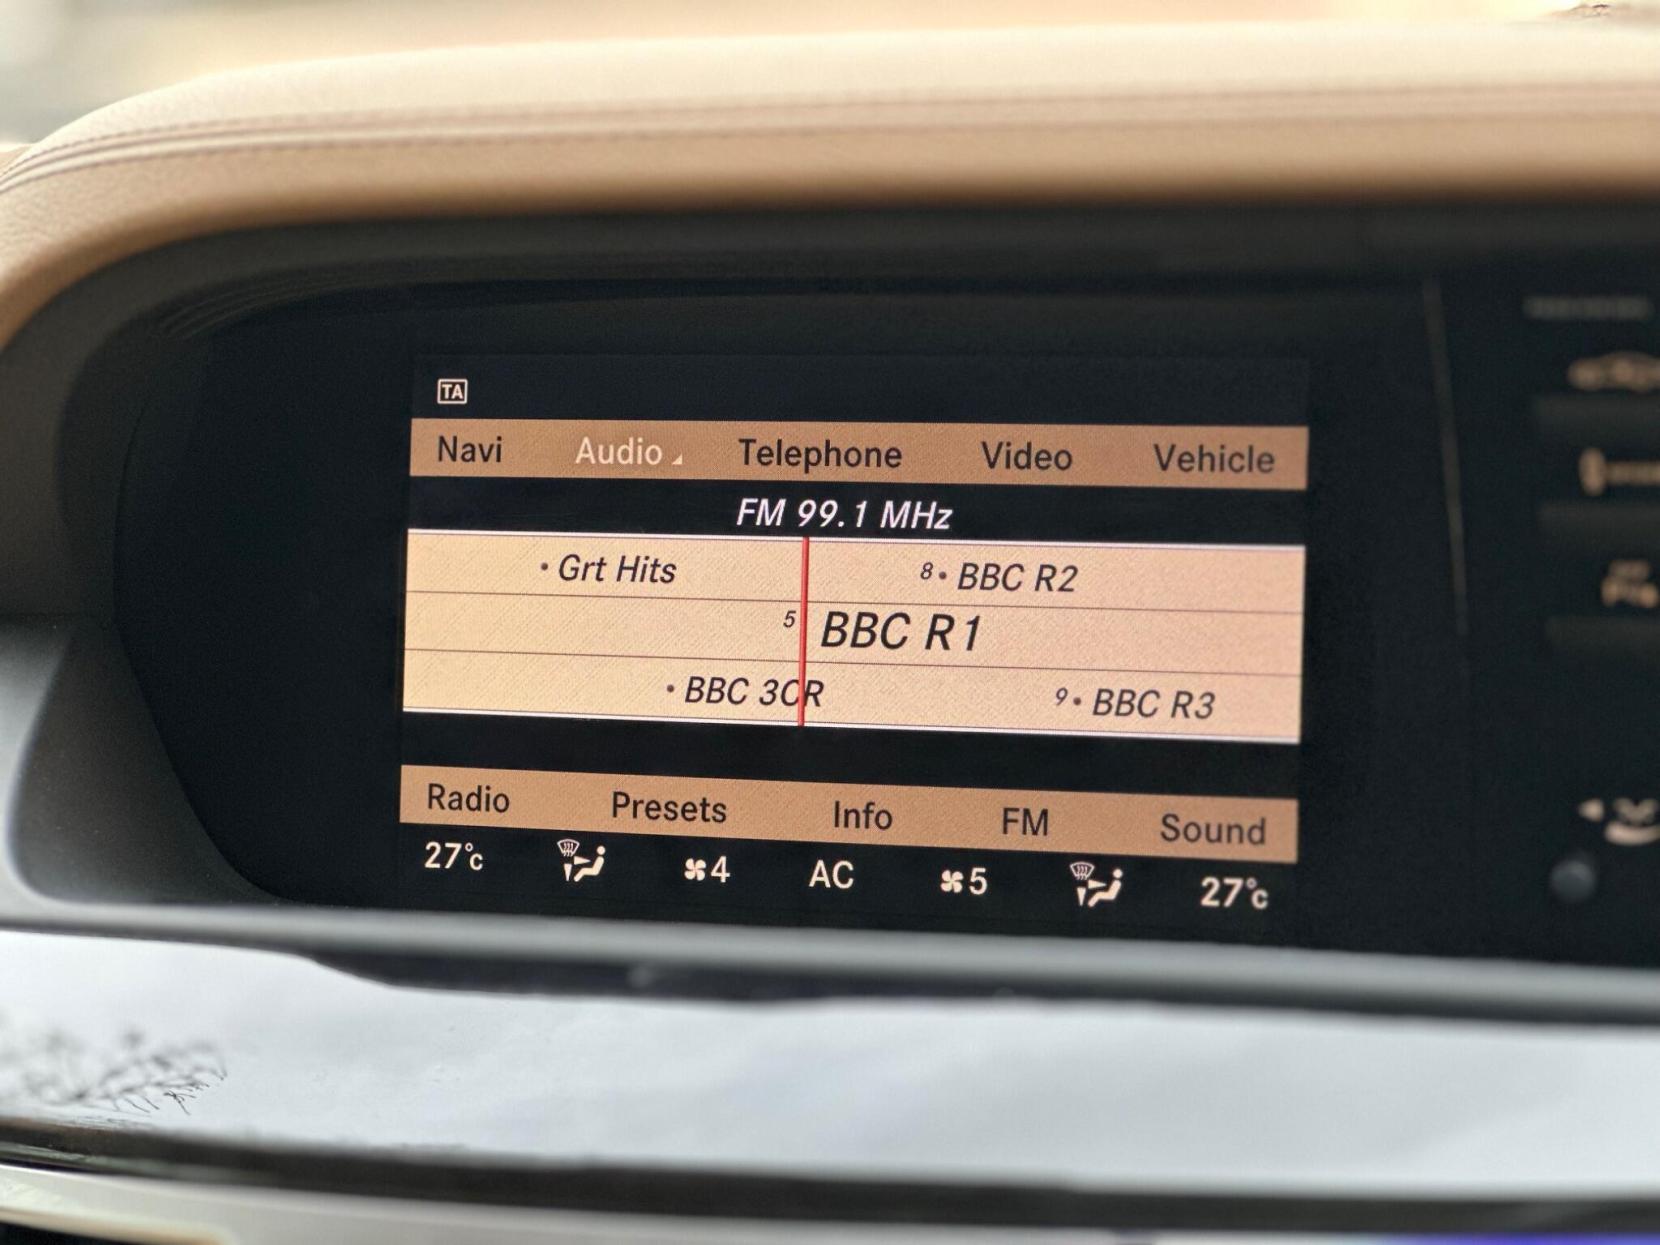 TA
Navi Audio Telephone Video Vehicle
FM 99.1 MHz
• Grt Hits 8• BBC R2
5 BBC R1
• BBC 3CR 9• BBC R3
Radio Presets Info FM Sound
27°C 4 AC 5 27°C